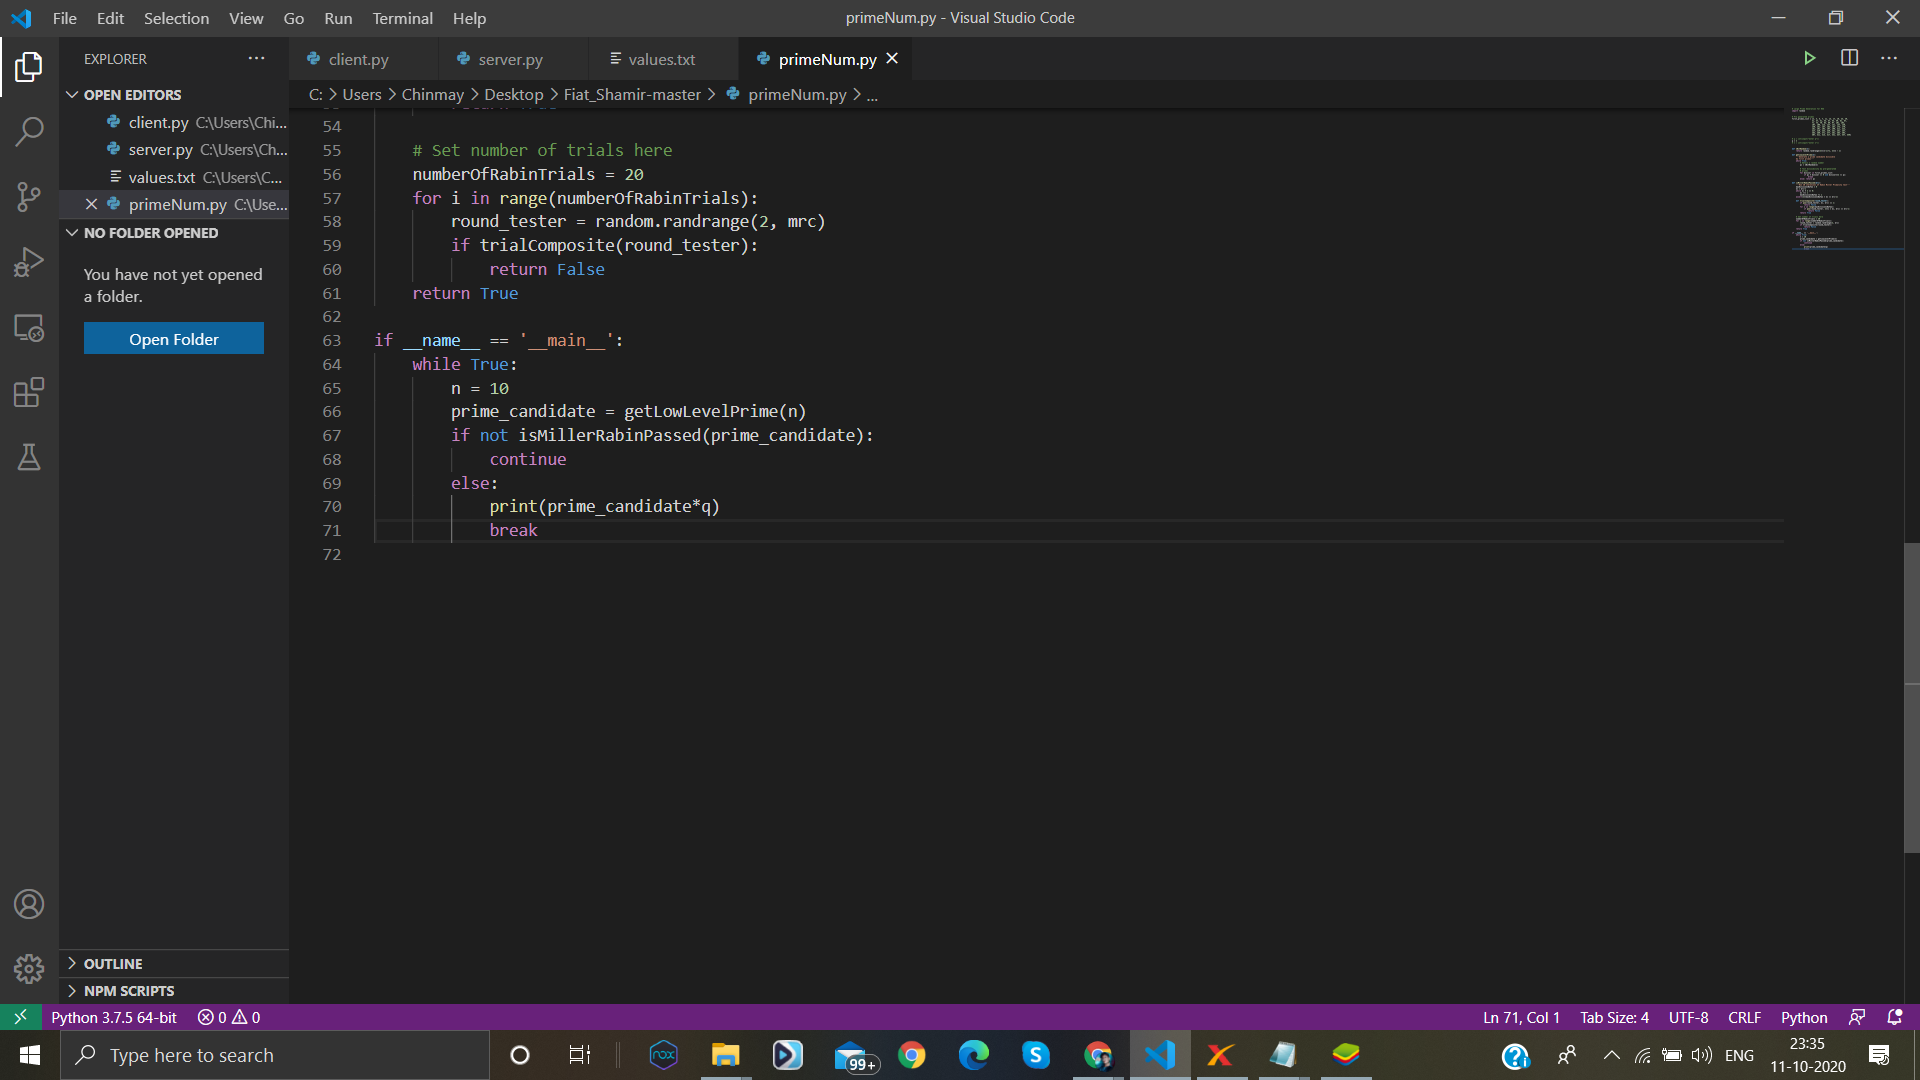 File Edit Selection View Go Run Terminal Help
primeNum.py - Visual Studio Code
EXPLORER
client.py
server.py
values.txt
primeNum.py
OPEN EDITORS
client.py C:\Users\Chi...
server.py C:\Users\Ch...
values.txt C:\Users\C...
primeNum.py C:\Use...
NO FOLDER OPENED
You have not yet opened
a folder.
Open Folder
OUTLINE
NPM SCRIPTS
C: > Users > Chinmay > Desktop > Fiat_Shamir-master > primeNum.py > ...
54
55 # Set number of trials here
56 numberOfRabinTrials = 20
57 for i in range(numberOfRabinTrials):
58 round_tester = random.randrange(2, mrc)
59 if trialComposite(round_tester):
60 return False
61 return True
62
63 if __name__ == '__main__':
64 while True:
65 n = 10
66 prime_candidate = getLowLevelPrime(n)
67 if not isMillerRabinPassed(prime_candidate):
68 continue
69 else:
70 print(prime_candidate*q)
71 break
72
Python 3.7.5 64-bit 0 0
Ln 71, Col 1 Tab Size: 4 UTF-8 CRLF Python
Type here to search
nox
99+
ENG
23:35
11-10-2020